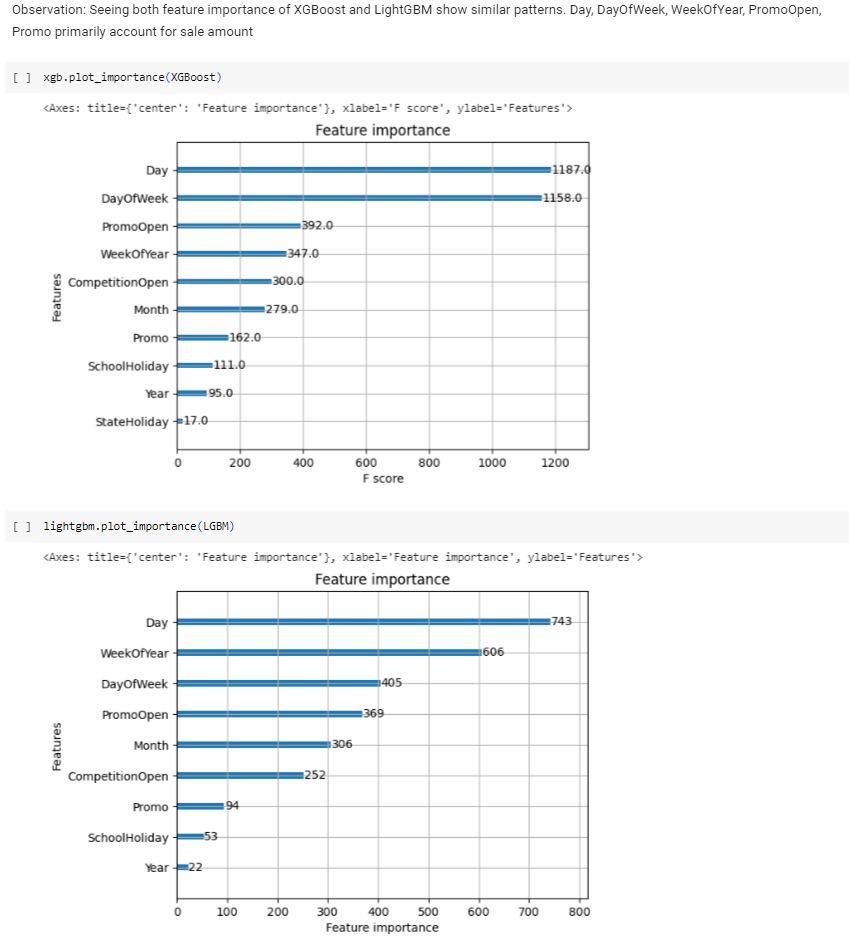 Observation: Seeing both feature importance of XGBoost and LightGBM show similar patterns. Day, DayOfWeek, WeekOfYear, PromoOpen,
Promo primarily account for sale amount
[ ] xgb.plot_importance(XGBoost)
<Axes: title={'center': 'Feature importance'}, xlabel='F score', ylabel='Features'>
Feature importance
Day 1187.0
DayOfWeek 1158.0
PromoOpen 392.0
WeekOfYear 347.0
CompetitionOpen 300.0
Month 279.0
Promo 162.0
SchoolHoliday 111.0
Year 95.0
StateHoliday 17.0
Features
0 200 400 600 800 1000 1200
F score
[ ] lightgbm.plot_importance(LGBM)
<Axes: title={'center': 'Feature importance'}, xlabel='Feature importance', ylabel='Features'>
Feature importance
Day 743
WeekOfYear 606
DayOfWeek 405
PromoOpen 369
Month 306
CompetitionOpen 252
Promo 94
SchoolHoliday 53
Year 22
Features
0 100 200 300 400 500 600 700 800
Feature importance